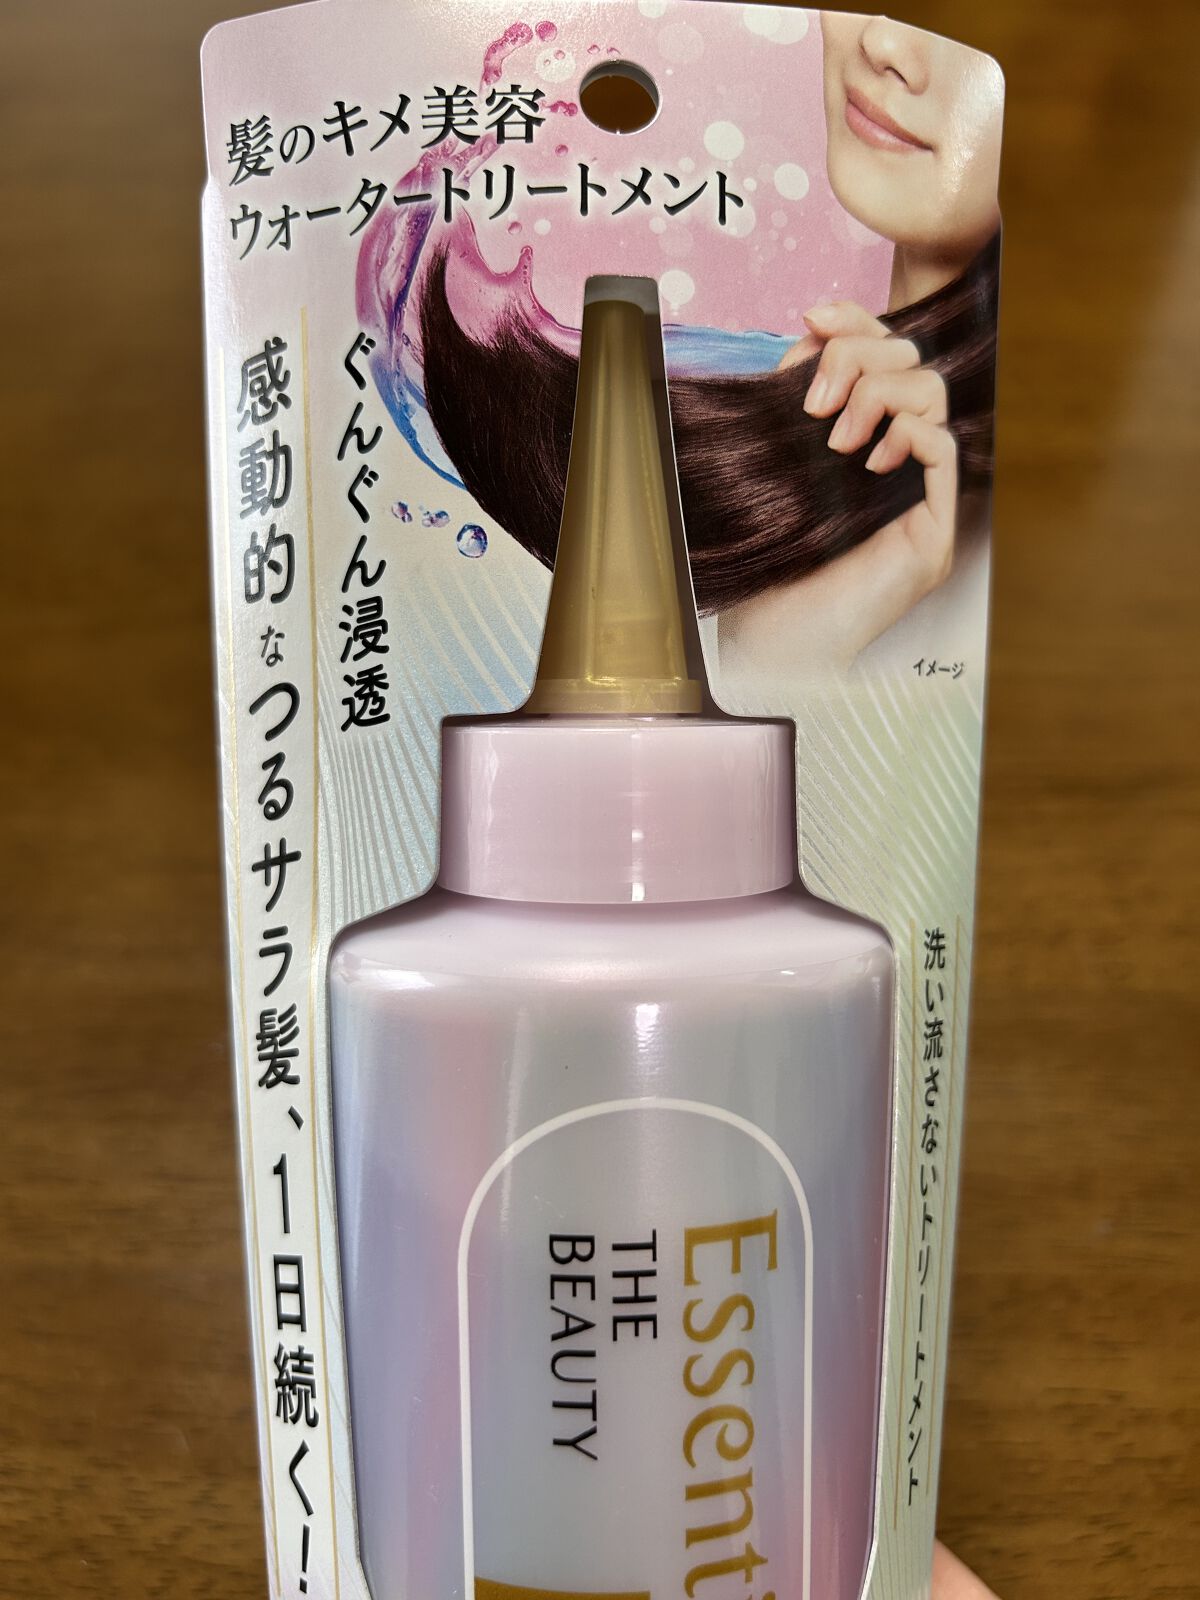 髪のキメ美容
ウォータートリートメント
ぐんぐん浸透
感動的なつるサラ髪、1日続く!
イメージ
洗い流さないトリートメント
Essenti
THE
BEAUTY